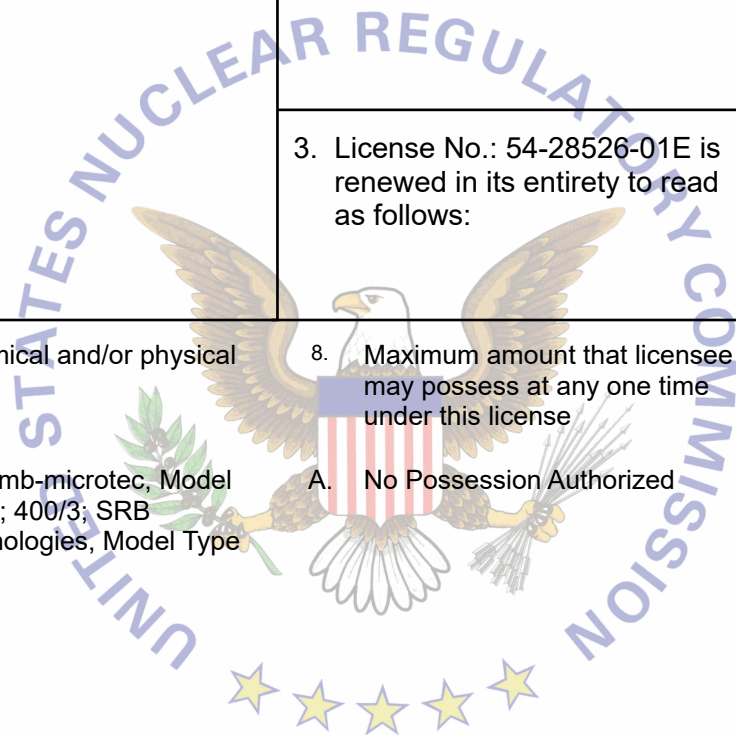 UNITED STATES NUCLEAR REGULATORY COMMISSION
3. License No.: 54-28526-01E is
renewed in its entirety to read
as follows:
and/or physical
8. Maximum amount that licensee
may possess at any one time
under this license
mb-microtec, Model
A. No Possession Authorized
; 400/3; SRB
Model Type